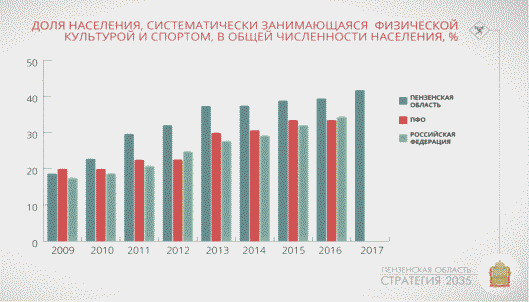 ДОЛЯ НАСЕЛЕНИЯ, СИСТЕМАТИЧЕСКИ ЗАНИМАЮЩАЯСЯ ФИЗИЧЕСКОЙ
КУЛЬТУРОЙ И СПОРТОМ, В ОБЩЕЙ ЧИСЛЕННОСТИ НАСЕЛЕНИЯ, %
50
40
30
20
10
0
2009 2010 2011 2012 2013 2014 2015 2016 2017
ПЕНЗЕНСКАЯ
ОБЛАСТЬ
ПФО
РОССИЙСКАЯ
ФЕДЕРАЦИЯ
ПЕНЗЕНСКАЯ ОБЛАСТЬ
СТРАТЕГИЯ 2035